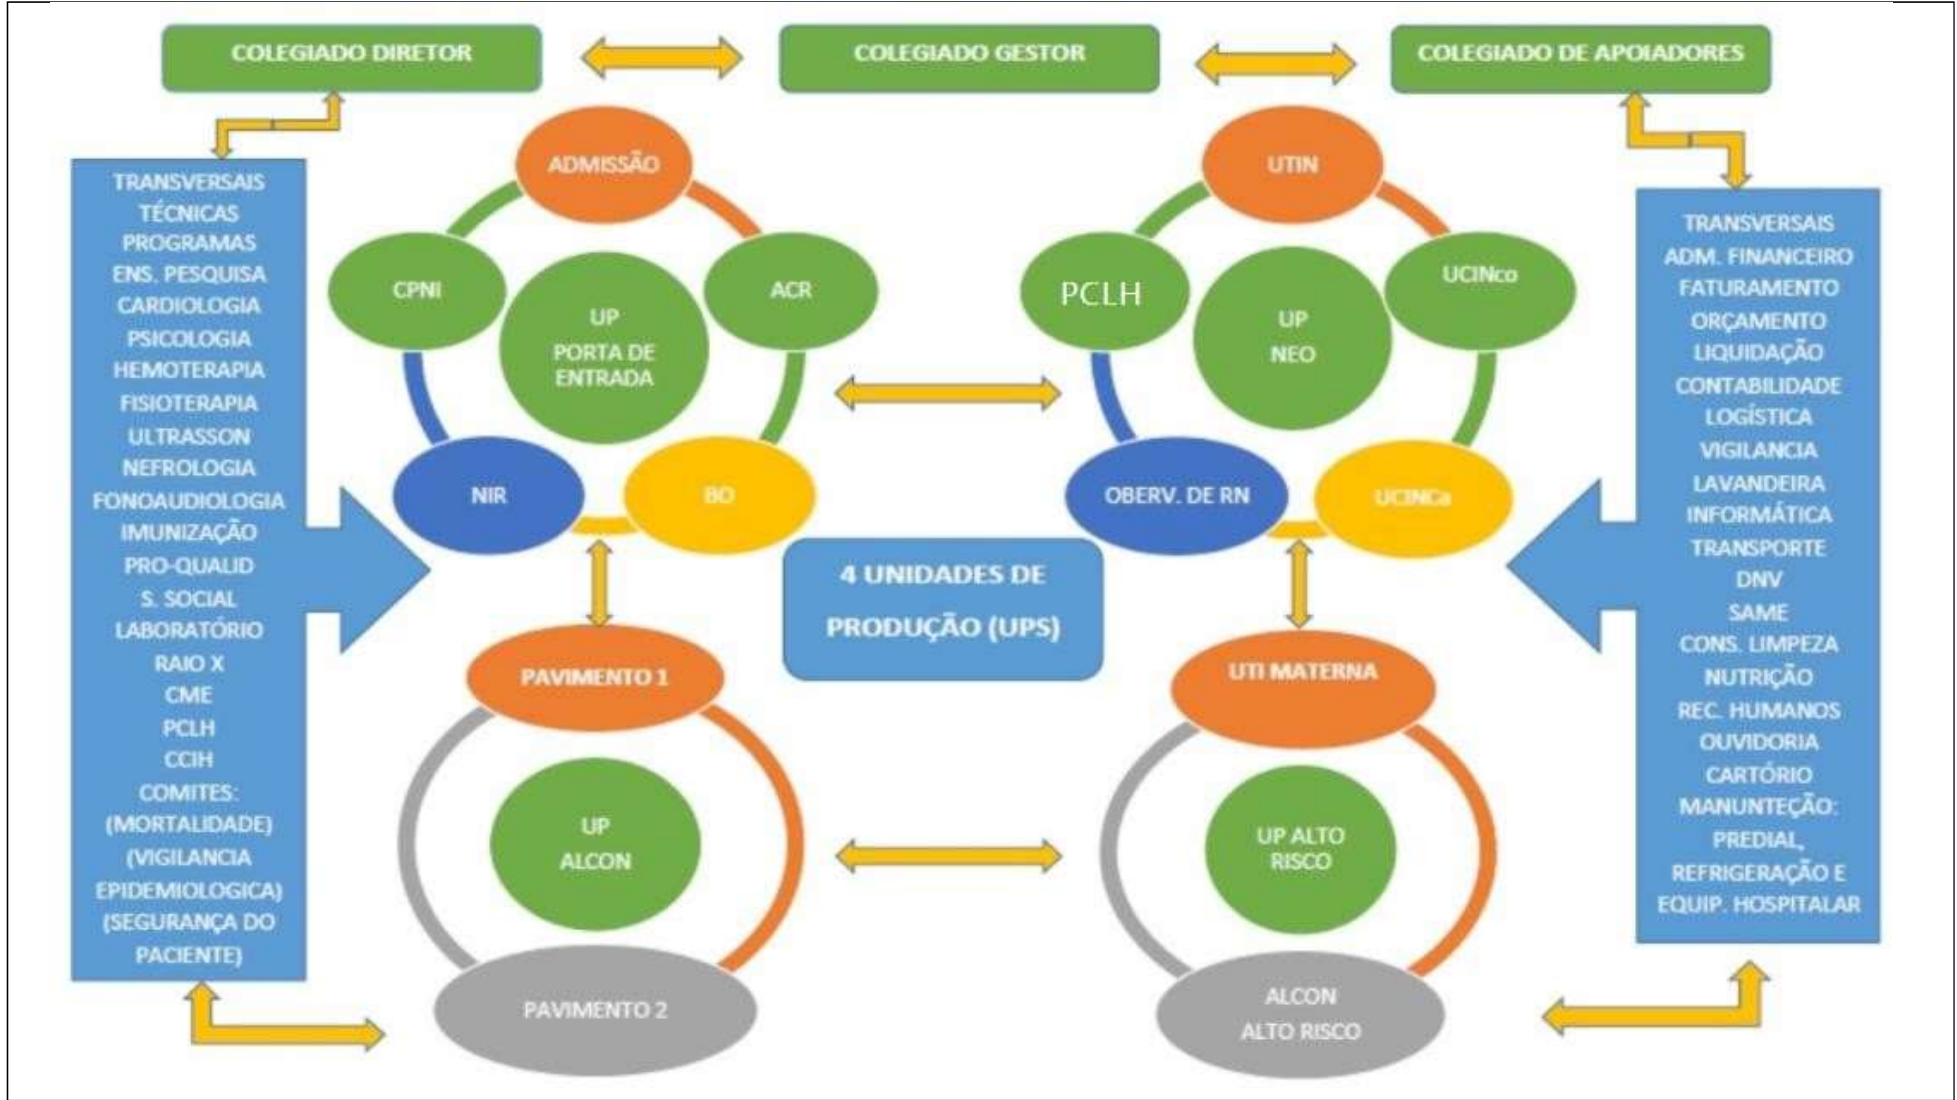 COLEGIADO DIRETOR
COLEGIADO GESTOR
COLEGIADO DE APOIADORES
TRANSVERSAIS
TÉCNICAS
PROGRAMAS
ENS. PESQUISA
CARDIOLOGIA
PSICOLOGIA
HEMOTERAPIA
FISIOTERAPIA
ULTRASSON
NEFROLOGIA
FONOAUDIOLOGIA
IMUNIZAÇÃO
PRO-QUALID
S. SOCIAL
LABORATÓRIO
RAIO X
CME
PCLH
CCIH
COMITES:
(MORTALIDADE)
(VIGILANCIA
EPIDEMIOLOGICA)
(SEGURANÇA DO
PACIENTE)
ADMISSÃO
CPNI
ACR
UP
PORTA DE
ENTRADA
NIR
BO
UTIN
PCLH
UCINco
UP
NEO
OBERV. DE RN
UCINCa
4 UNIDADES DE
PRODUÇÃO (UPS)
PAVIMENTO 1
UP
ALCON
PAVIMENTO 2
UTI MATERNA
UP ALTO
RISCO
ALCON
ALTO RISCO
TRANSVERSAIS
ADM. FINANCEIRO
FATURAMENTO
ORÇAMENTO
LIQUIDAÇÃO
CONTABILIDADE
LOGÍSTICA
VIGILANCIA
LAVANDEIRA
INFORMÁTICA
TRANSPORTE
DNV
SAME
CONS. LIMPEZA
NUTRIÇÃO
REC. HUMANOS
OUVIDORIA
CARTÓRIO
MANUNTEÇÃO:
PREDIAL,
REFRIGERAÇÃO E
EQUIP. HOSPITALAR